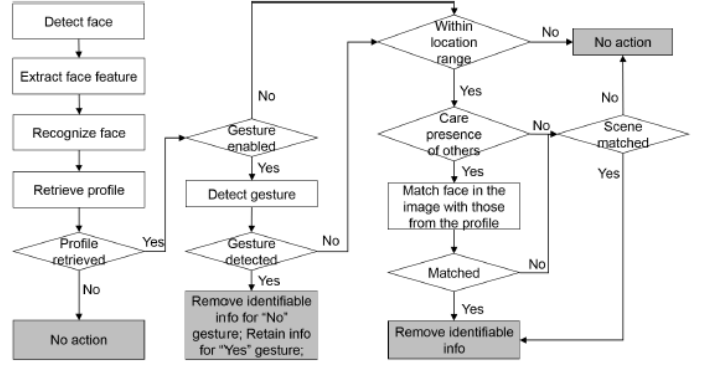 Detect face
Extract face feature
Recognize face
Retrieve profile
Profile
retrieved
Yes
No
No action
No
Gesture
enabled
Yes
Detect gesture
Gesture
detected
No
Yes
Remove identifiable
info for "No"
gesture; Retain info
for "Yes" gesture;
Within
location
range
No
Yes
No action
Care
presence
of others
No
Yes
Match face in the
image with those
from the profile
Matched
No
Yes
Remove identifiable
info
No
Scene
matched
Yes